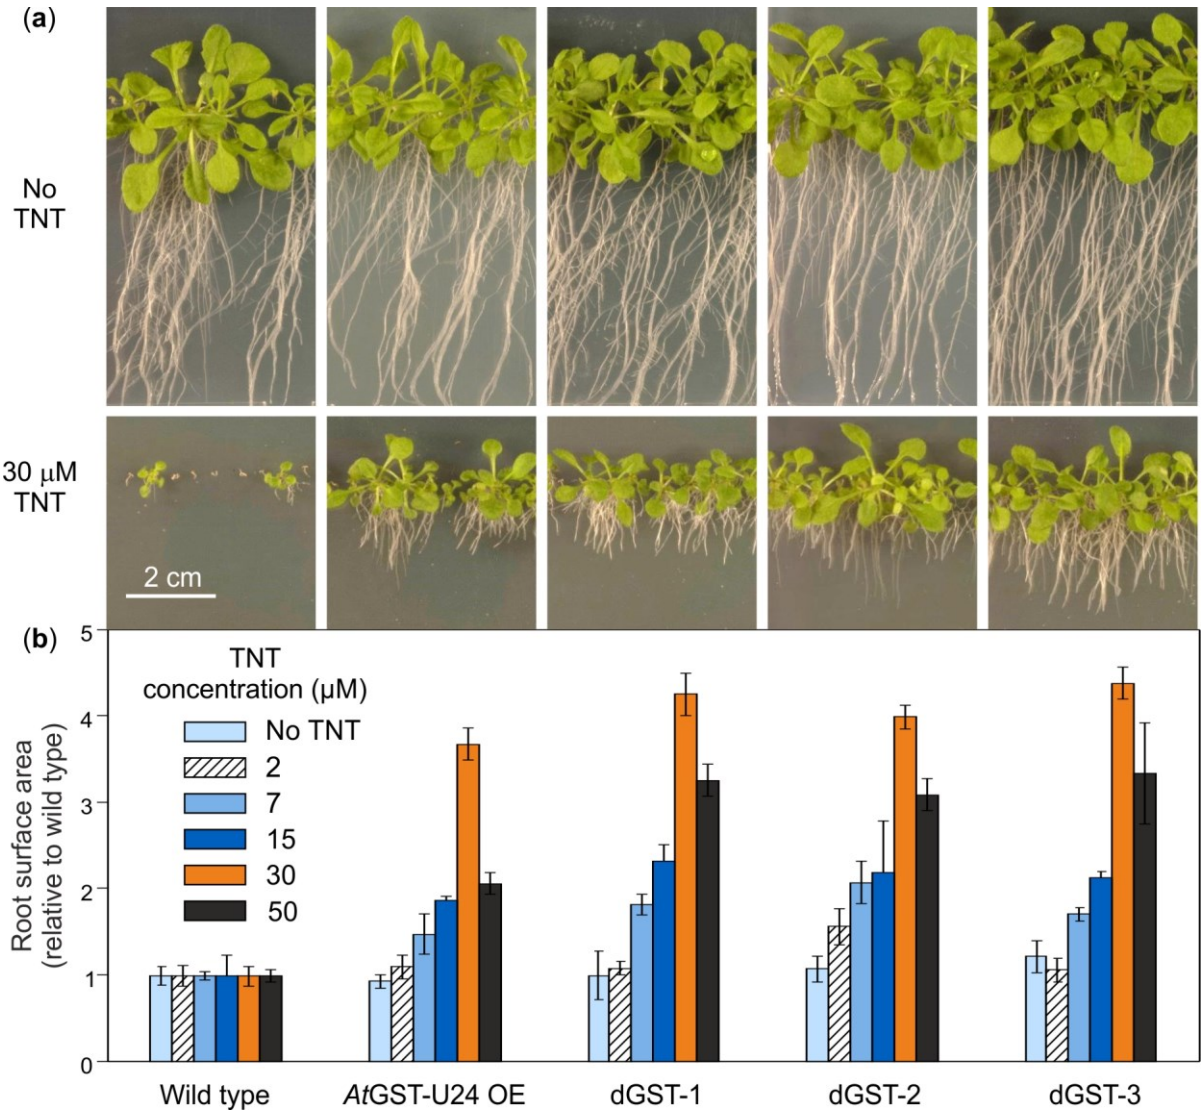 (a)
No
TNT
30 μM
TNT
2 cm
(b)
TNT
concentration (μM)
No TNT
2
7
15
30
50
Root surface area
(relative to wild type)
5
4
3
2
1
0
Wild type
AtGST-U24 OE
dGST-1
dGST-2
dGST-3